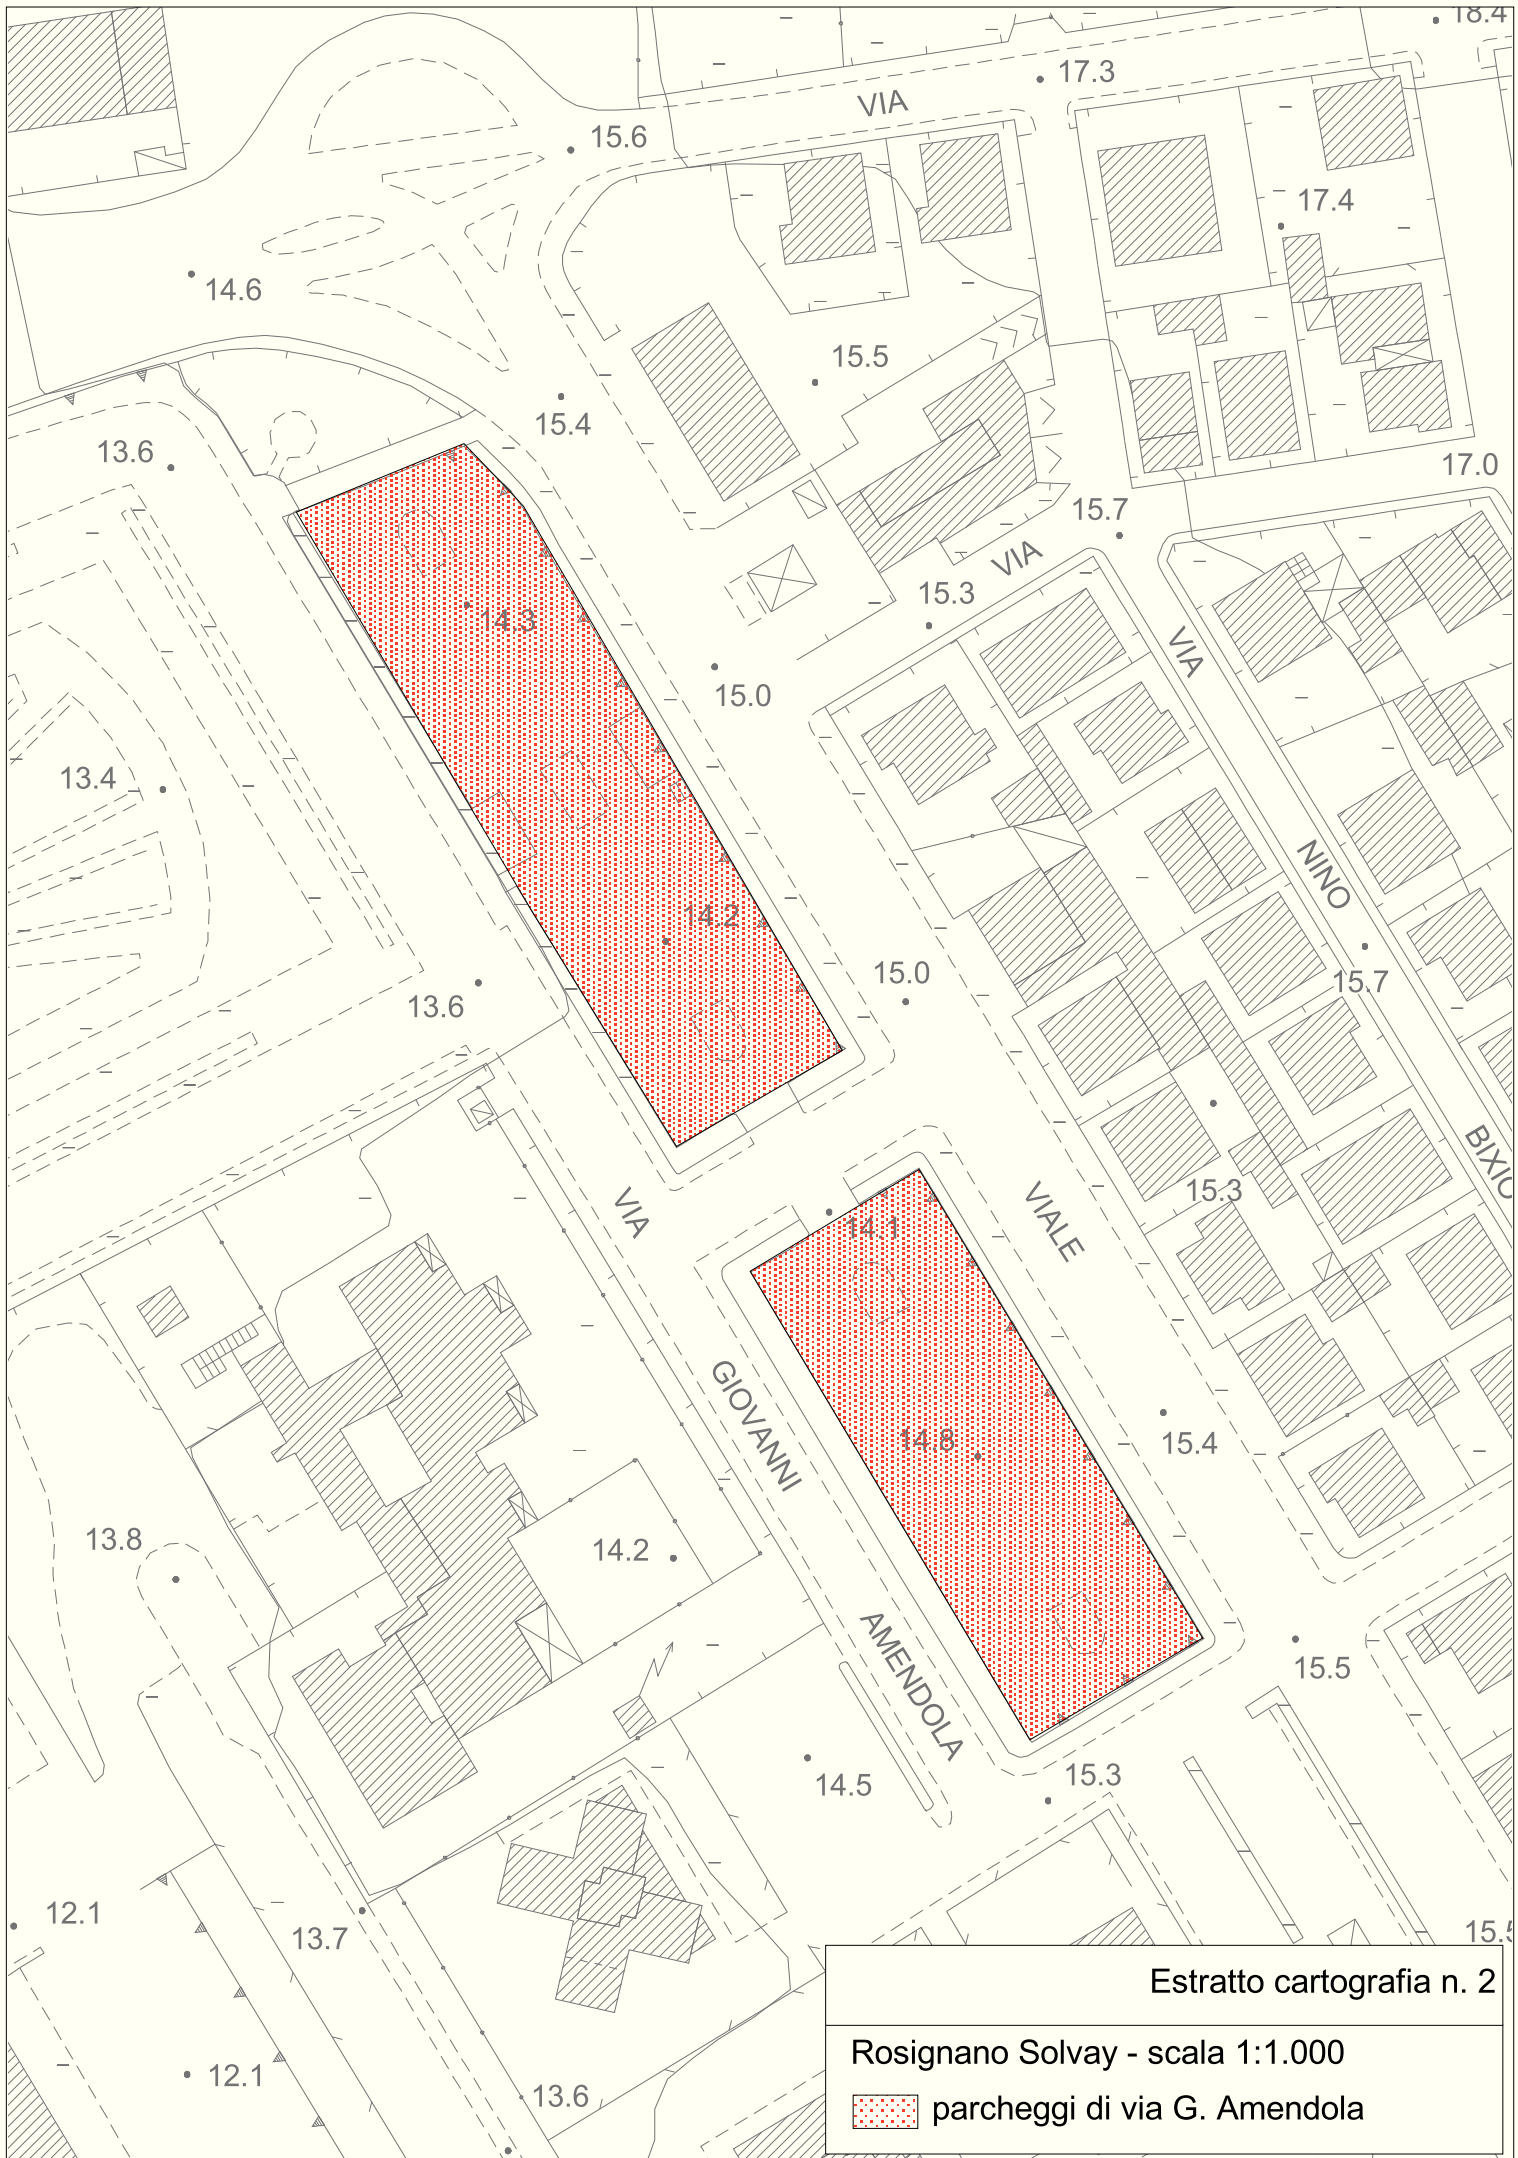 18.4
17.3
VIA
15.6
17.4
14.6
15.5
15.4
13.6
17.0
15.7
VIA
15.3
14.3
VIA
15.0
13.4
NINO
14.2
15.0
15.7
13.6
BIXIO
15.3
VIA
14.1
VIALE
GIOVANNI
14.8
15.4
13.8
14.2
AMENDOLA
15.5
14.5
15.3
12.1
13.7
15.5
12.1
13.6
Estratto cartografia n. 2
Rosignano Solvay - scala 1:1.000
parcheggi di via G. Amendola